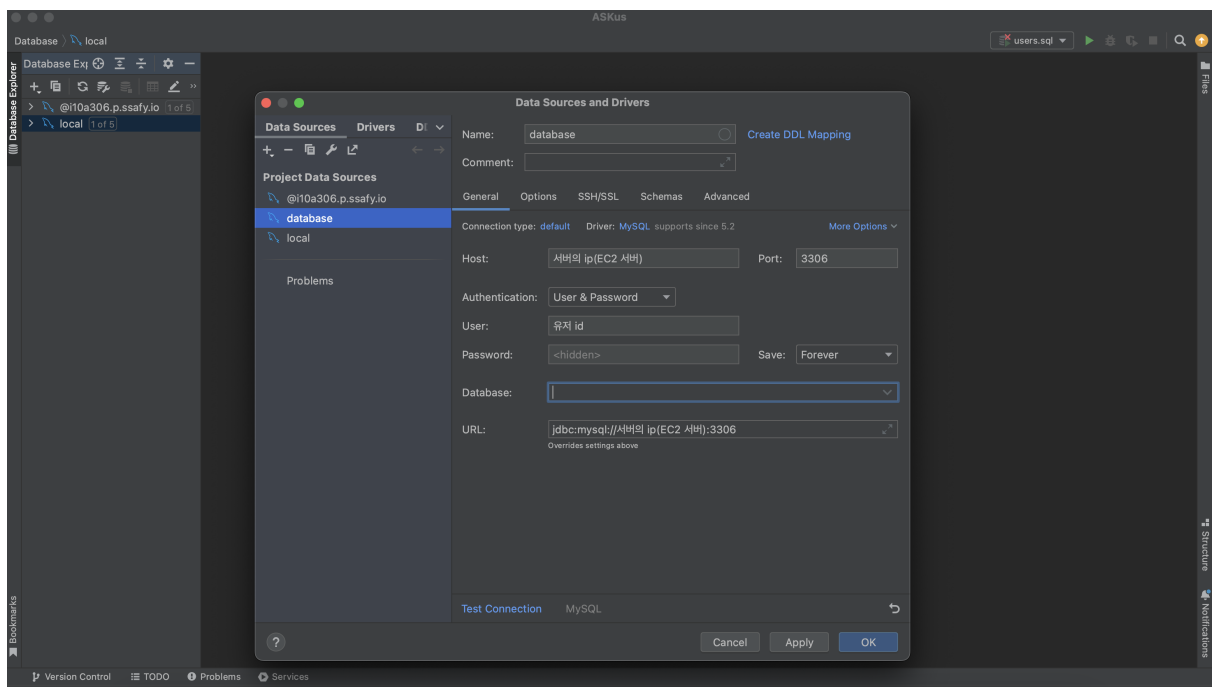 ASKus
Database 〉 local
users.sql
Database Exp
@i10a306.p.ssafy.io 1 of 5
local 1 of 5
Database Explorer
Bookmarks
Files
Structure
Notifications
Data Sources and Drivers
Data Sources Drivers
Project Data Sources
@i10a306.p.ssafy.io
database
local
Problems
Name: database Create DDL Mapping
Comment:
General Options SSH/SSL Schemas Advanced
Connection type: default Driver: MySQL supports since 5.2 More Options
Host: 서버의 ip(EC2 서버) Port: 3306
Authentication: User & Password
User: 유저 id
Password: <hidden> Save: Forever
Database:
URL: jdbc:mysql://서버의 ip(EC2 서버):3306
Overrides settings above
Test Connection MySQL
? Cancel Apply OK
Version Control TODO Problems Services